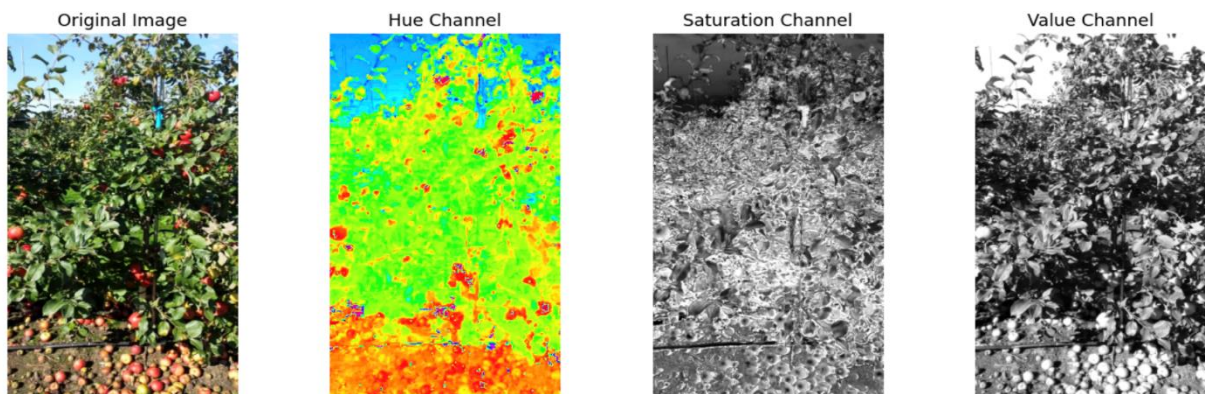 Original Image
Hue Channel
Saturation Channel
Value Channel